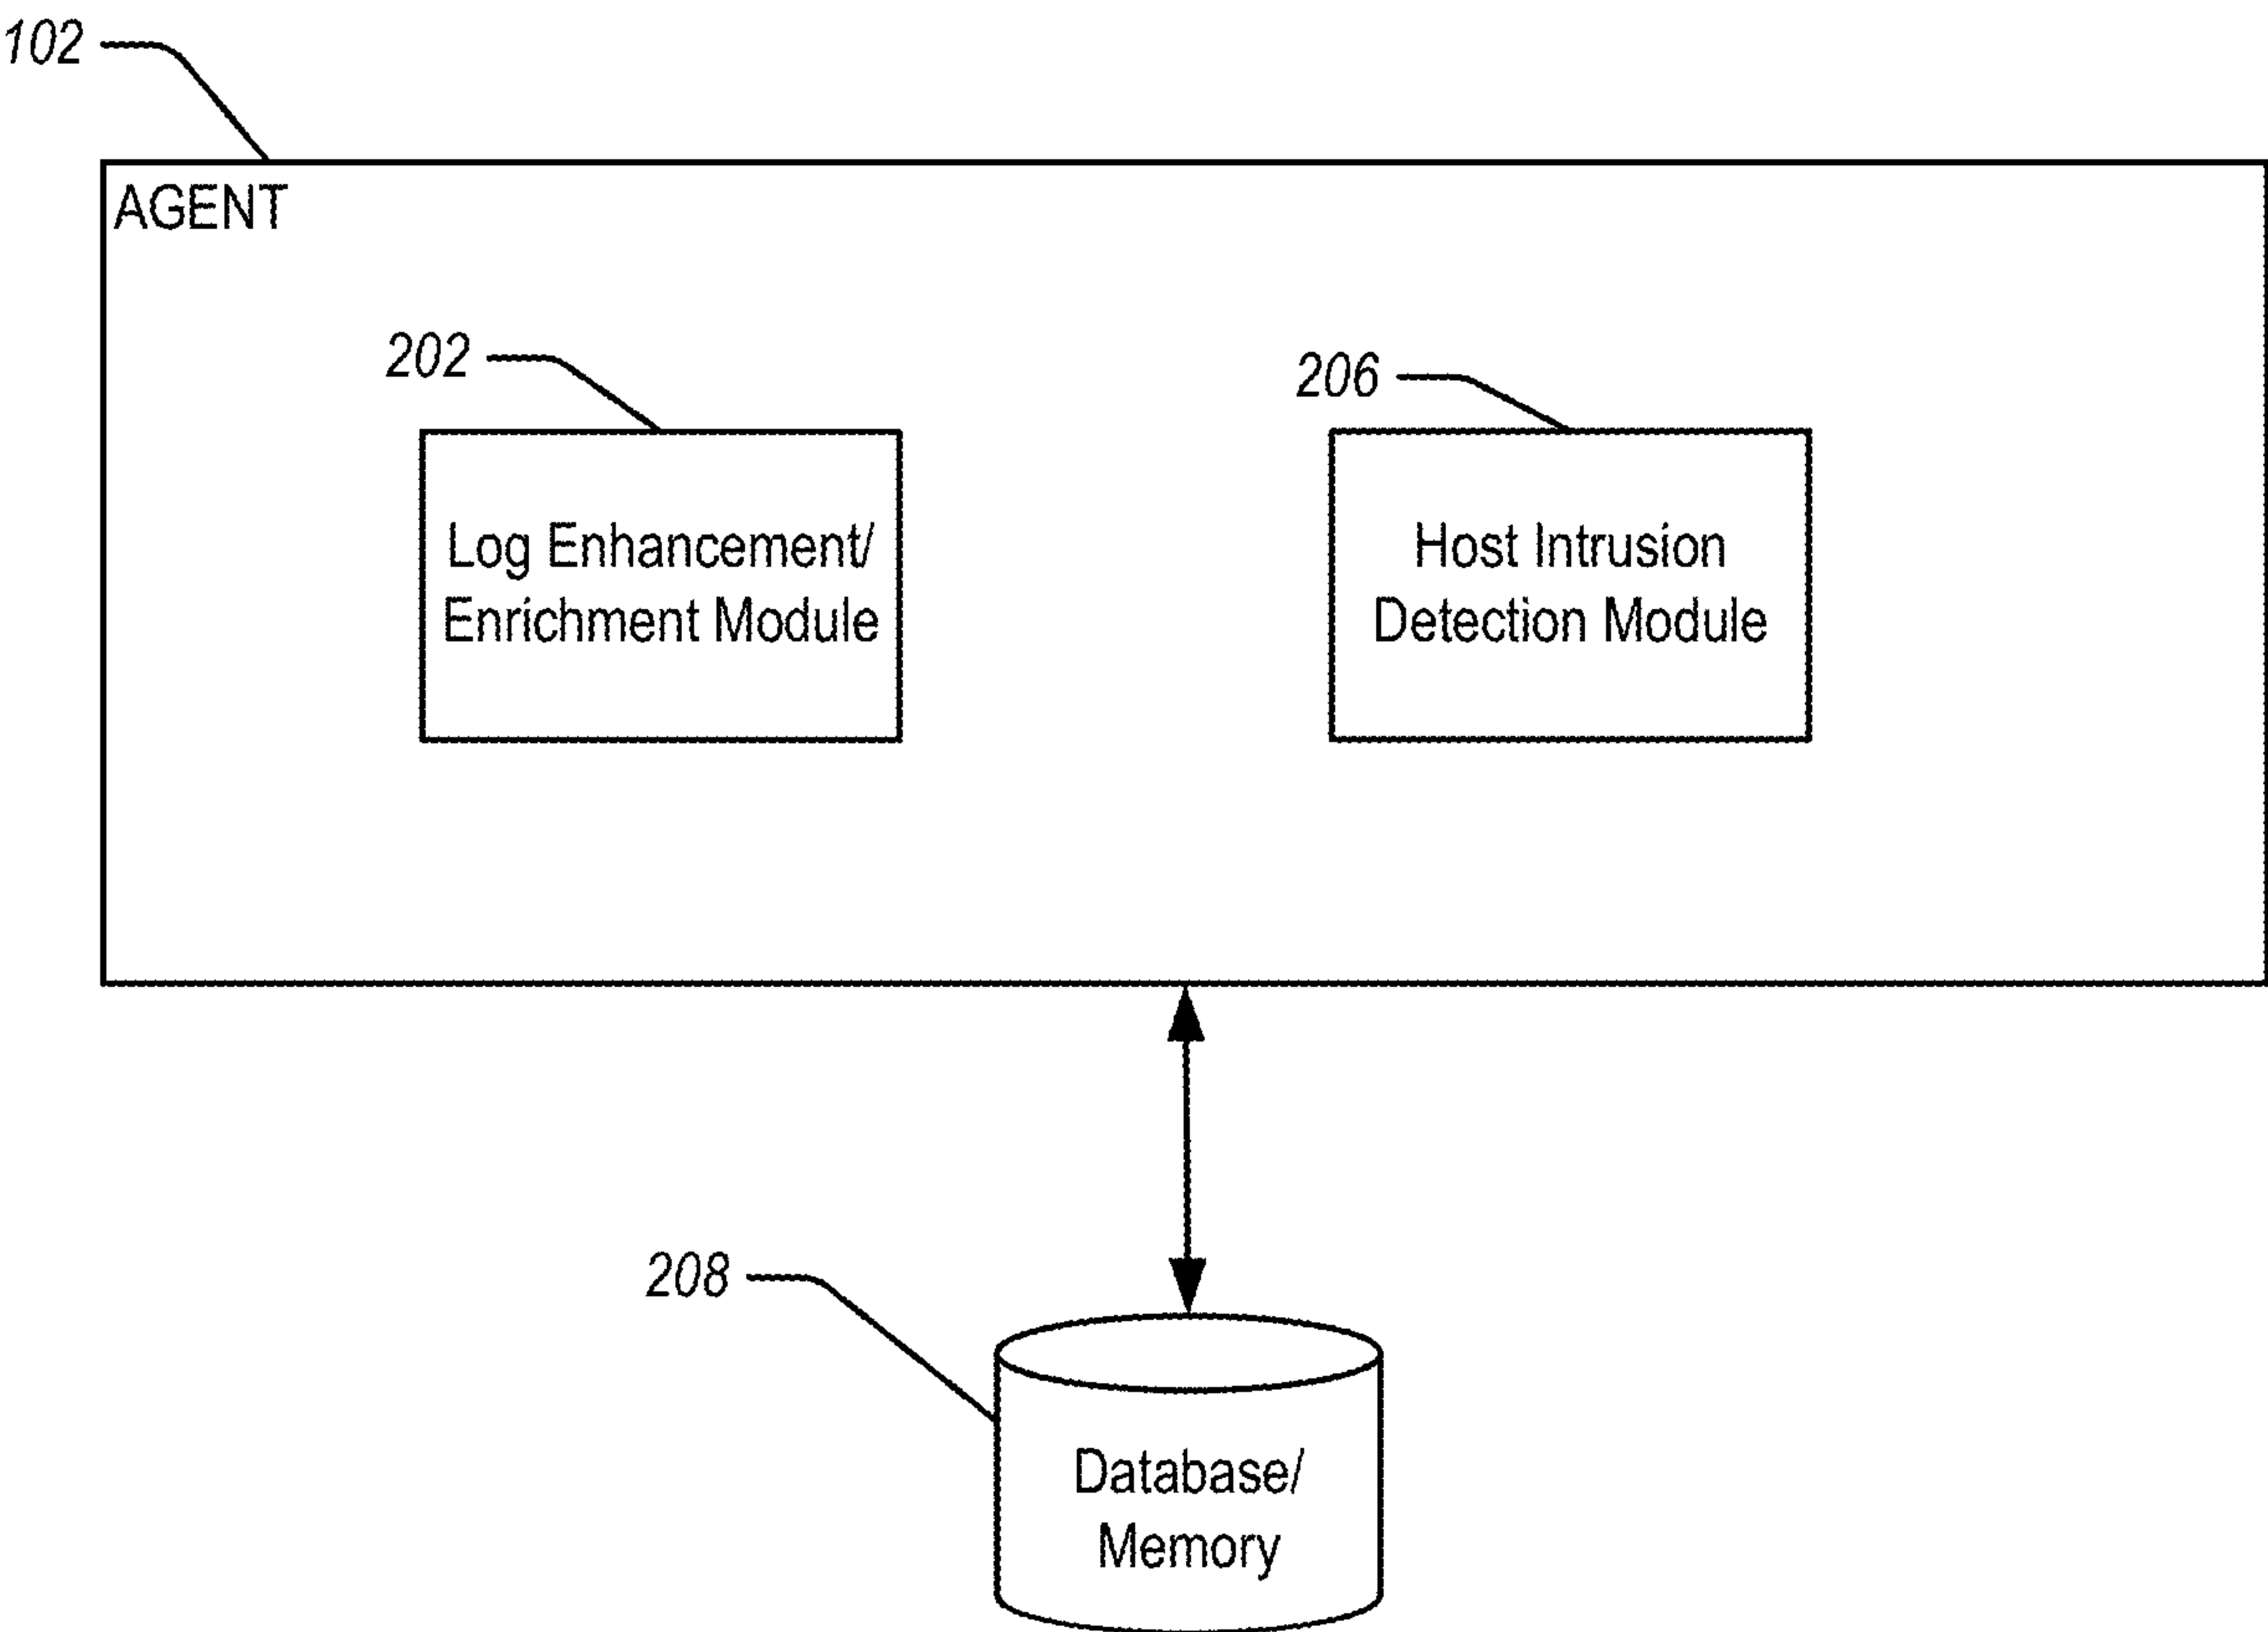 102
AGENT
202
206
Log Enhancement/
Enrichment Module
Host Intrusion
Detection Module
208
Database/
Memory